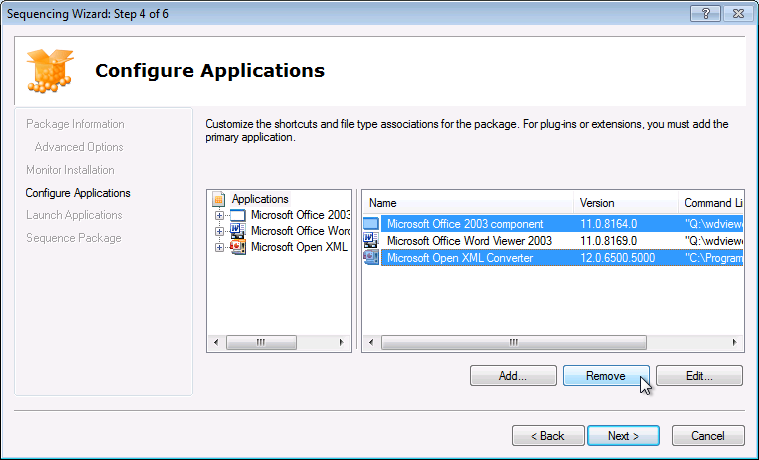 Sequencing Wizard: Step 4 of 6
Configure Applications
Package Information
Advanced Options
Monitor Installation
Configure Applications
Launch Applications
Sequence Package
Customize the shortcuts and file type associations for the package. For plug-ins or extensions, you must add the
primary application.
Applications
Microsoft Office 2003
Microsoft Office Word
Microsoft Open XML
Name Version Command Li
Microsoft Office 2003 component 11.0.8164.0 "Q:\wdviewe
Microsoft Office Word Viewer 2003 11.0.8169.0 "Q:\wdviewe
Microsoft Open XML Converter 12.0.6500.5000 "C:\Program
Add... Remove Edit...
< Back Next > Cancel